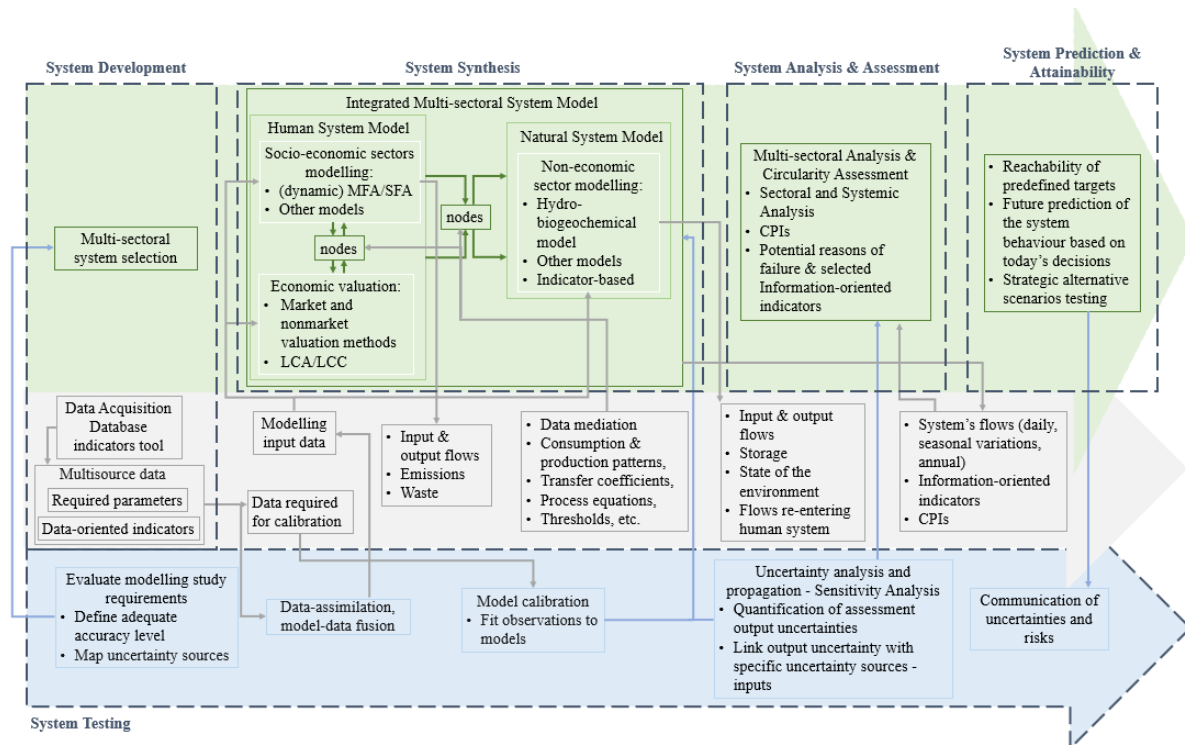 System Development
System Synthesis
System Analysis & Assessment
System Prediction &
Attainability
Integrated Multi-sectoral System Model
Human System Model
Socio-economic sectors
modelling:
• (dynamic) MFA/SFA
• Other models
nodes
Economic valuation:
• Market and
nonmarket
valuation methods
• LCA/LCC
nodes
Natural System Model
Non-economic
sector modelling:
• Hydro-
biogeochemical
model
• Other models
• Indicator-based
Multi-sectoral
system selection
Multi-sectoral Analysis &
Circularity Assessment
• Sectoral and Systemic
Analysis
• CPIs
• Potential reasons of
failure & selected
Information-oriented
indicators
• Reachability of
predefined targets
• Future prediction of
the system
behaviour based on
today's decisions
• Strategic alternative
scenarios testing
Data Acquisition
Database
indicators tool
Multisource data
Required parameters
Data-oriented indicators
Modelling
input data
Data required
for calibration
• Input &
output flows
• Emissions
• Waste
• Data mediation
• Consumption &
production patterns,
• Transfer coefficients,
• Process equations,
• Thresholds, etc.
• Input & output
flows
• Storage
• State of the
environment
• Flows re-entering
human system
• System's flows (daily,
seasonal variations,
annual)
• Information-oriented
indicators
• CPIs
Evaluate modelling study
requirements
• Define adequate
accuracy level
• Map uncertainty sources
Data-assimilation,
model-data fusion
Model calibration
• Fit observations to
models
Uncertainty analysis and
propagation - Sensitivity Analysis
• Quantification of assessment
output uncertainties
• Link output uncertainty with
specific uncertainty sources -
inputs
Communication of
uncertainties and
risks
System Testing